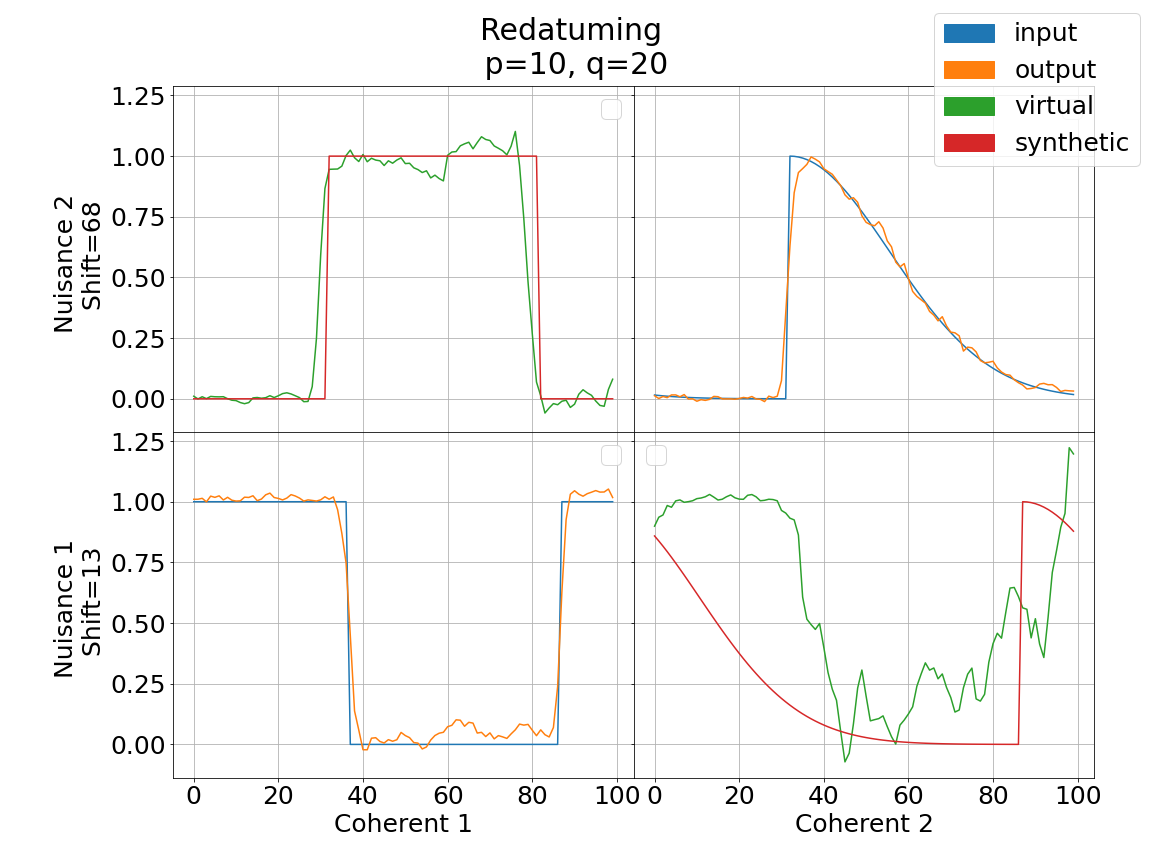 Redatuming
p=10, q=20
input
output
virtual
synthetic
1.25
1.00
0.75
0.50
0.25
0.00
Nuisance 2
Shift=68
1.25
1.00
0.75
0.50
0.25
0.00
Nuisance 1
Shift=13
0 20 40 60 80 100
0 20 40 60 80 100
Coherent 1
Coherent 2